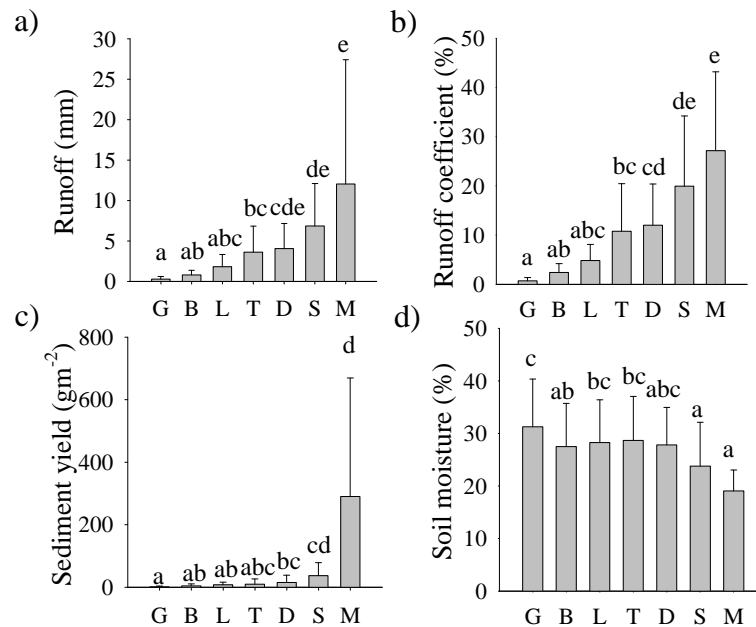 a)
30
25
20
15
10
5
0
Runoff (mm)
a ab abc bc cde de e
G B L T D S M
b)
50
40
30
20
10
0
Runoff coefficient (%)
a ab abc bc cd de e
G B L T D S M
c)
800
600
400
200
0
Sediment yield (gm-2)
a ab ab abc bc cd d
G B L T D S M
d)
50
40
30
20
10
0
Soil moisture (%)
c ab bc bc abc a a
G B L T D S M